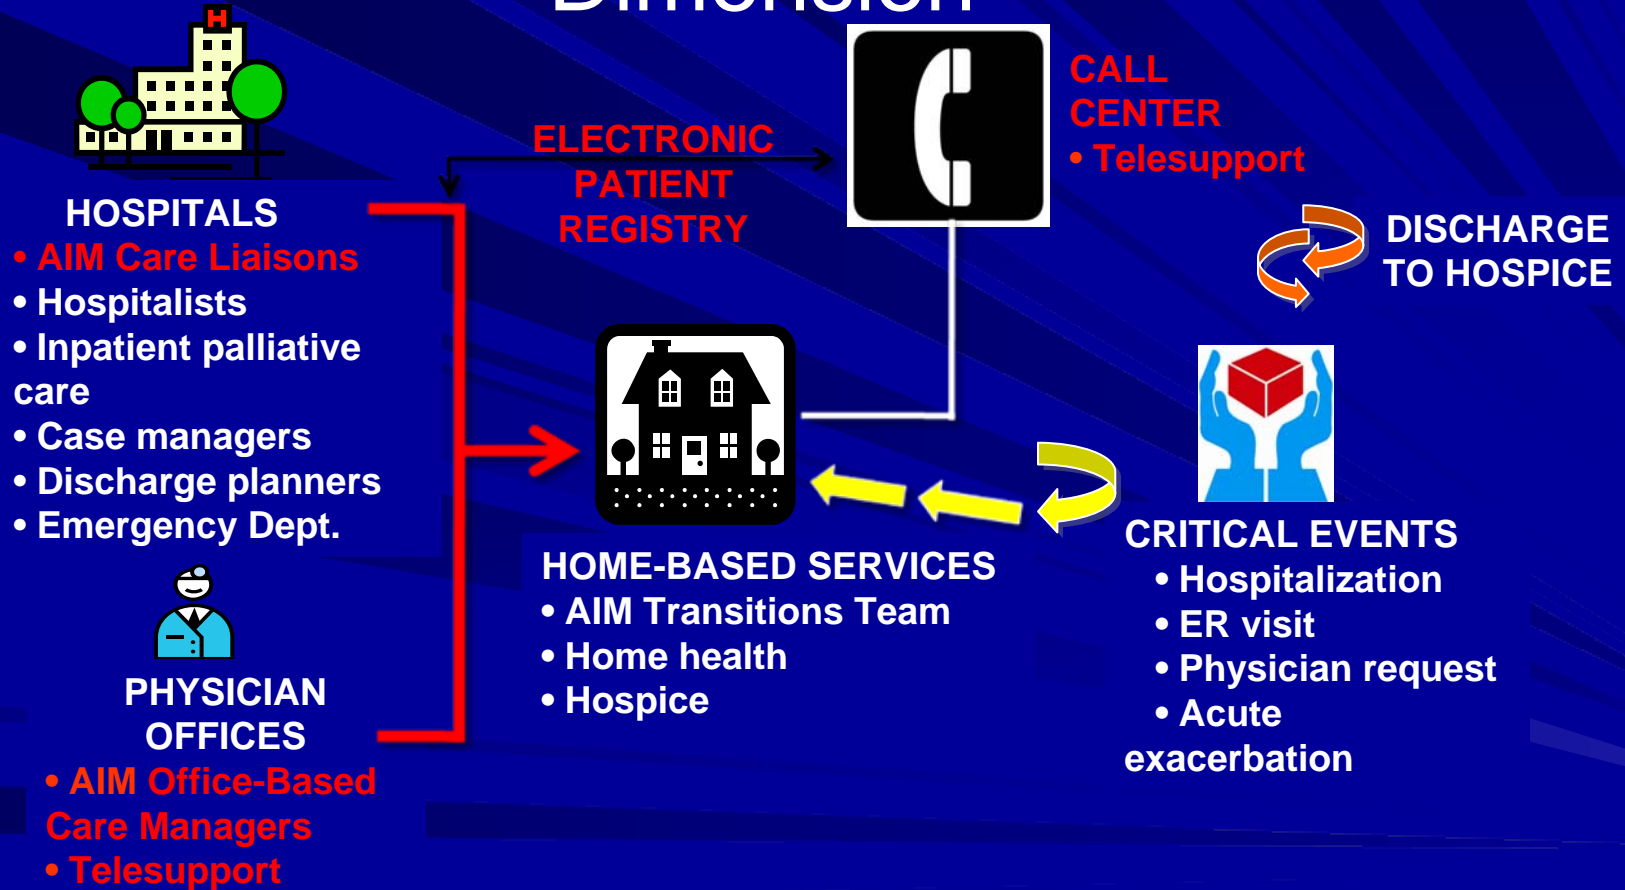 Dimension
H
HOSPITALS
• AIM Care Liaisons
• Hospitalists
• Inpatient palliative
care
• Case managers
• Discharge planners
• Emergency Dept.
PHYSICIAN
OFFICES
• AIM Office-Based
Care Managers
• Telesupport
ELECTRONIC
PATIENT
REGISTRY
HOME-BASED SERVICES
• AIM Transitions Team
• Home health
• Hospice
CALL
CENTER
• Telesupport
DISCHARGE
TO HOSPICE
CRITICAL EVENTS
• Hospitalization
• ER visit
• Physician request
• Acute
exacerbation